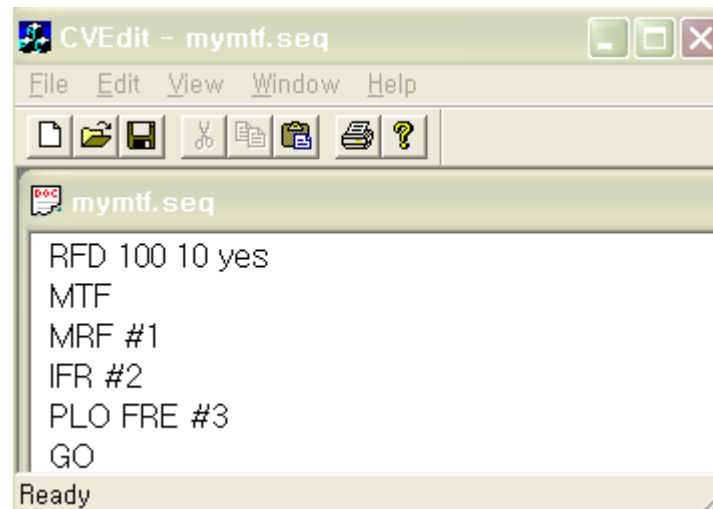 CVEdit - mymtf.seq
File Edit View Window Help
DOC mymtf.seq
RFD 100 10 yes
MTF
MRF #1
IFR #2
PLO FRE #3
GO
Ready